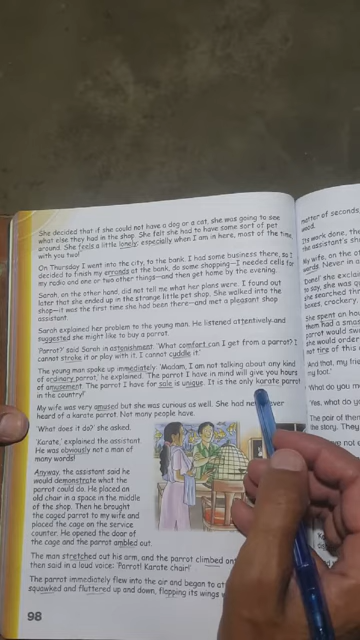 She decided that if she could not have a dog or a cat, she was going to see
what else they had in the shop. She felt she had to have some sort of pet
around. She feels a little lonely, especially when I am in here, most of the time
with you two!
On Thursday I went into the city, to the bank. I had some business there, so I
decided to finish my errands at the bank, do some shopping—I needed cells for
my radio and one or two other things—and then get home by the evening.
Sarah, on the other hand, did not tell me what her plans were. I found out
later that she ended up in the strange little pet shop. She walked into the
shop—it was the first time she had been there—and met a pleasant shop
assistant.
Sarah explained her problem to the young man. He listened attentively and
suggested she might like to buy a parrot.
'Parrot?' said Sarah in astonishment. 'What comfort can I get from a parrot? I
cannot stroke it or play with it. I cannot cuddle it.'
The young man spoke up immediately. 'Madam, I am not talking about any kind
of ordinary parrot,' he explained. 'The parrot I have in mind will give you hours
of amusement. The parrot I have for sale is unique. It is the only karate parrot
in the country!'
My wife was very amused but she was curious as well. She had never ever
heard of a karate parrot. Not many people have.
'What does it do?' she asked.
'Karate,' explained the assistant.
He was obviously not a man of
many words!
Anyway, the assistant said he
would demonstrate what the
parrot could do. He placed an
old chair in a space in the middle
of the shop. Then he brought
the caged parrot to my wife and
placed the cage on the service
counter. He opened the door of
the cage and the parrot ambled out.
The man stretched out his arm, and the parrot climbed
then said in a loud voice: 'Parrot! Karate chair!'
The parrot immediately flew into the air and began to
squawked and fluttered up and down, flapping its wings
98
matter of seconds,
wood.
Its work done, the
the assistant's
My wife, on the
words. Never in a
Dane!' she explai
to say, she was
she searched
boxes, crockery,
She spent an
them had a
parrot would
she would order
tire of this
'And that, my
my fool.'
'What do you
'Yes, what do
The pair of
the story. They